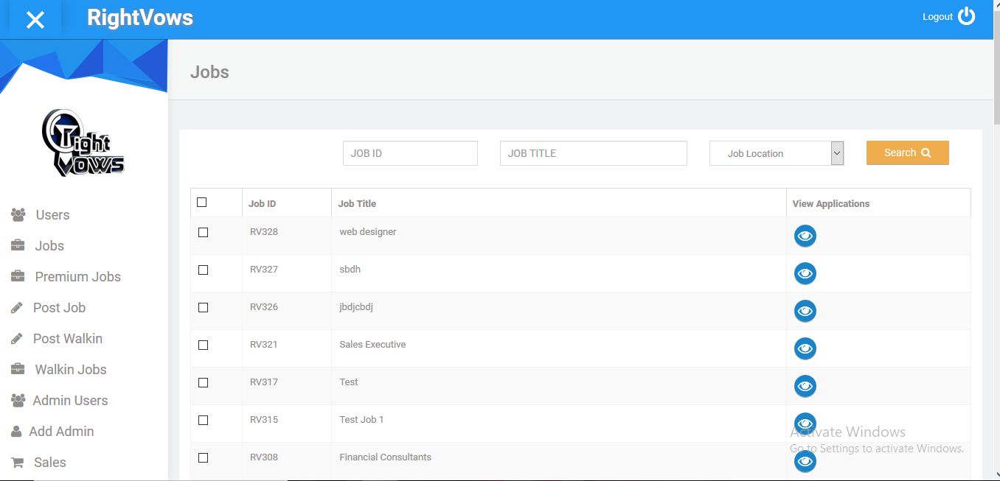 RightVows
Logout
Jobs
Right
Vows
JOB ID
JOB TITLE
Job Location
Search
Job ID
Job Title
View Applications
RV328
web designer
RV327
sbdh
RV326
jbdjcbdj
RV321
Sales Executive
RV317
Test
RV315
Test Job 1
RV308
Financial Consultants
Users
Jobs
Premium Jobs
Post Job
Post Walkin
Walkin Jobs
Admin Users
Add Admin
Sales
Activate Windows
Go to Settings to activate Windows.